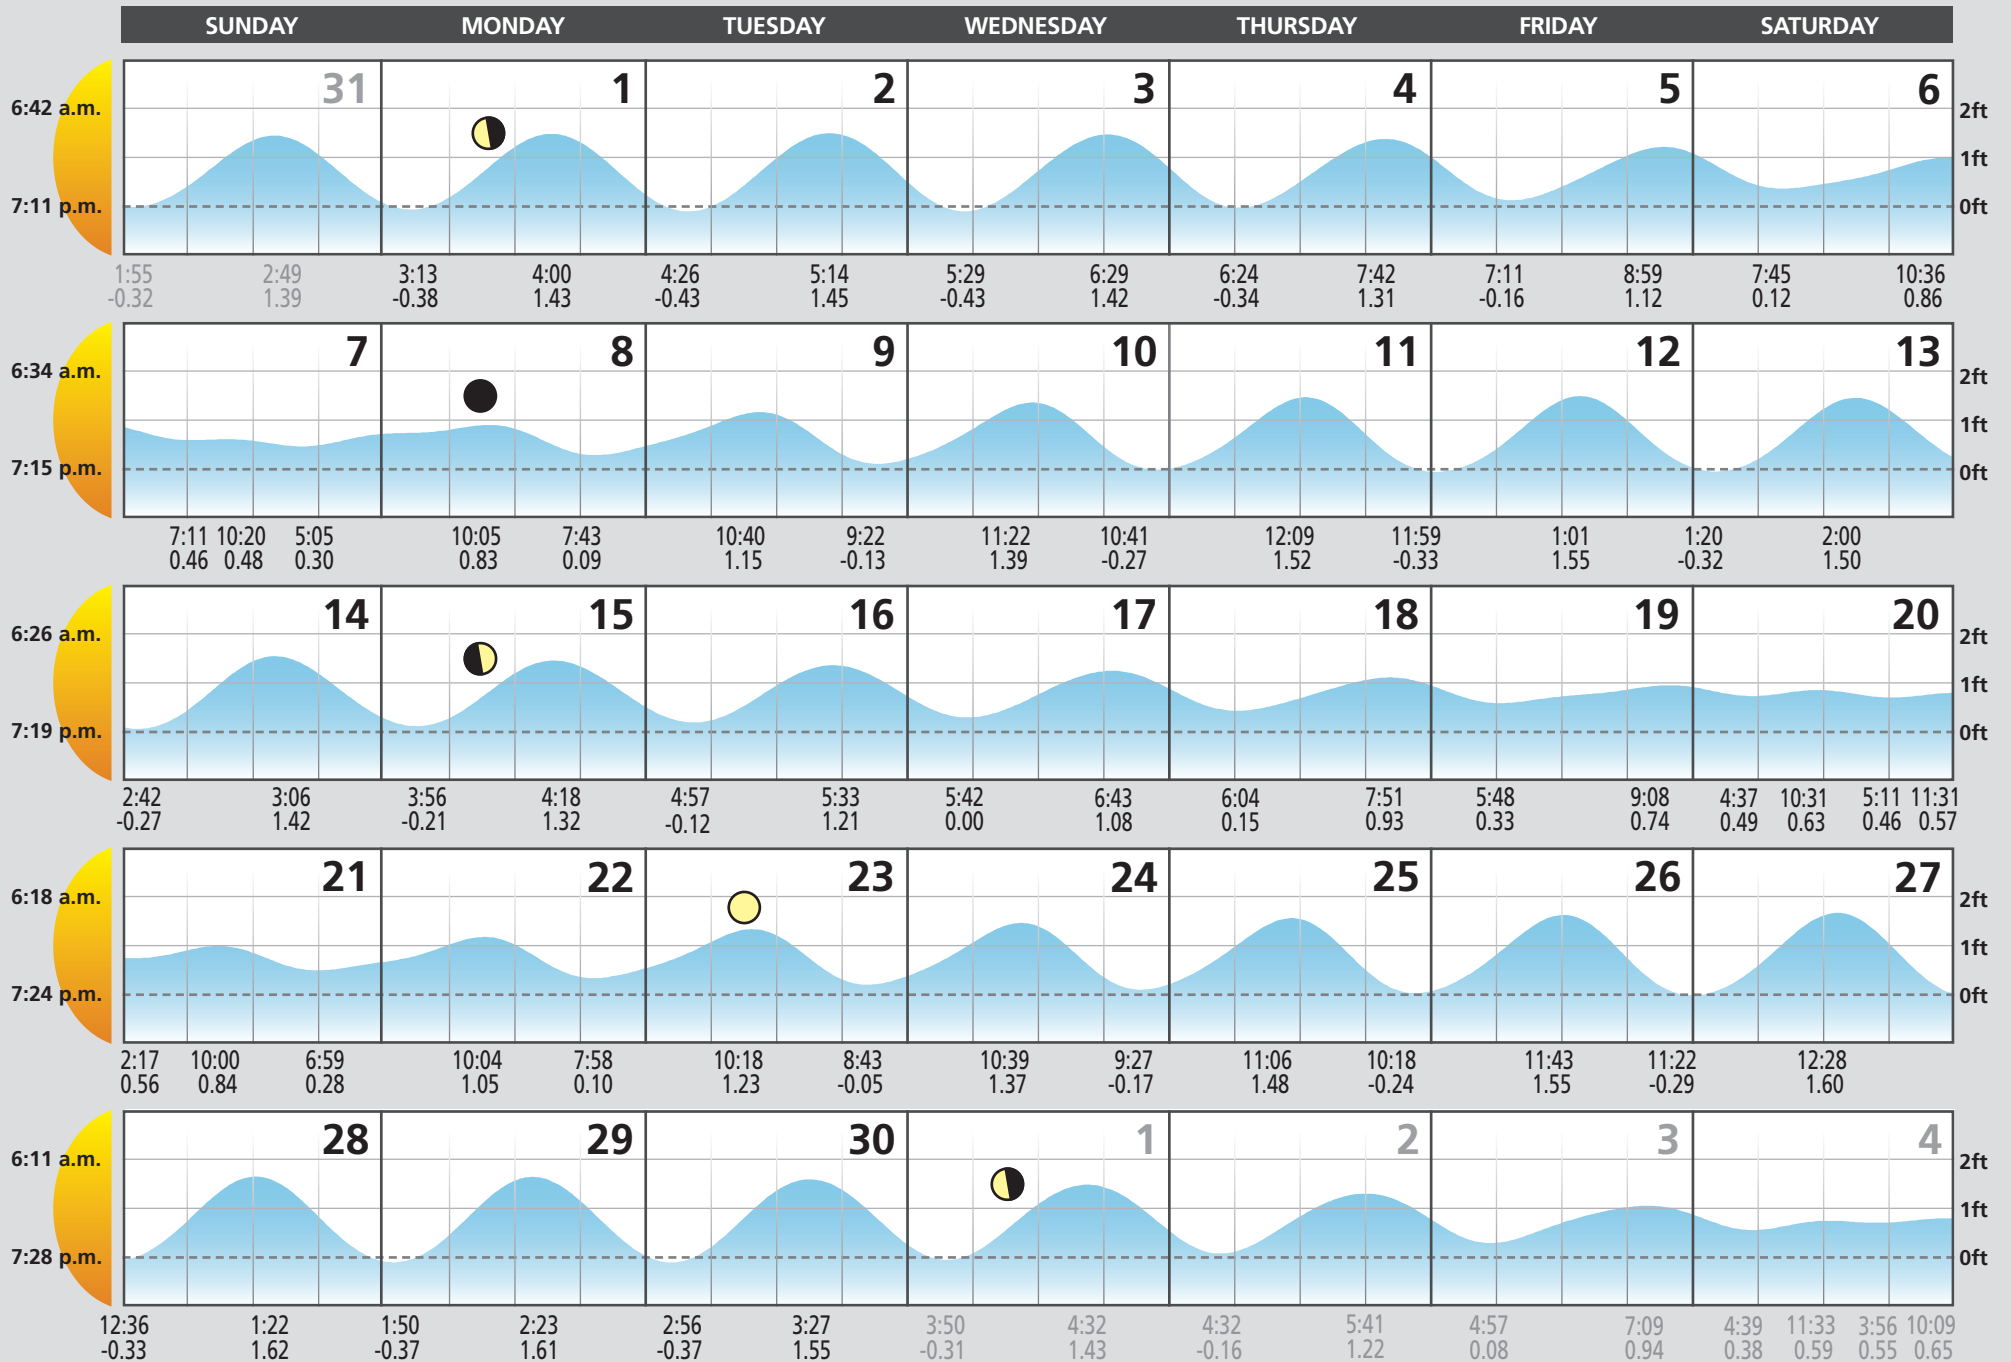 SUNDAY MONDAY TUESDAY WEDNESDAY THURSDAY FRIDAY SATURDAY
31 1 2 3 4 5 6
6:42 a.m. 2ft
1ft
7:11 p.m. 0ft
1:55 2:49 3:13 4:00 4:26 5:14 5:29 6:29 6:24 7:42 7:11 8:59 7:45 10:36
-0.32 1.39 -0.38 1.43 -0.43 1.45 -0.43 1.42 -0.34 1.31 -0.16 1.12 0.12 0.86
7 8 9 10 11 12 13
6:34 a.m. 2ft
1ft
7:15 p.m. 0ft
7:11 10:20 5:05 10:05 7:43 10:40 9:22 11:22 10:41 12:09 11:59 1:01 1:20 2:00
0.46 0.48 0.30 0.83 0.09 1.15 -0.13 1.39 -0.27 1.52 -0.33 1.55 -0.32 1.50
14 15 16 17 18 19 20
6:26 a.m. 2ft
1ft
7:19 p.m. 0ft
2:42 3:06 3:56 4:18 4:57 5:33 5:42 6:43 6:04 7:51 5:48 9:08 4:37 10:31 5:11 11:31
-0.27 1.42 -0.21 1.32 -0.12 1.21 0.00 1.08 0.15 0.93 0.33 0.74 0.49 0.63 0.46 0.57
21 22 23 24 25 26 27
6:18 a.m. 2ft
1ft
7:24 p.m. 0ft
2:17 10:00 6:59 10:04 7:58 10:18 8:43 10:39 9:27 11:06 10:18 11:43 11:22 12:28
0.56 0.84 0.28 1.05 0.10 1.23 -0.05 1.37 -0.17 1.48 -0.24 1.55 -0.29 1.60
28 29 30 1 2 3 4
6:11 a.m. 2ft
1ft
7:28 p.m. 0ft
12:36 1:22 1:50 2:23 2:56 3:27 3:50 4:32 4:32 5:41 4:57 7:09 4:39 11:33 3:56 10:09
-0.33 1.62 -0.37 1.61 -0.37 1.55 -0.31 1.43 -0.16 1.22 0.08 0.94 0.38 0.59 0.55 0.65